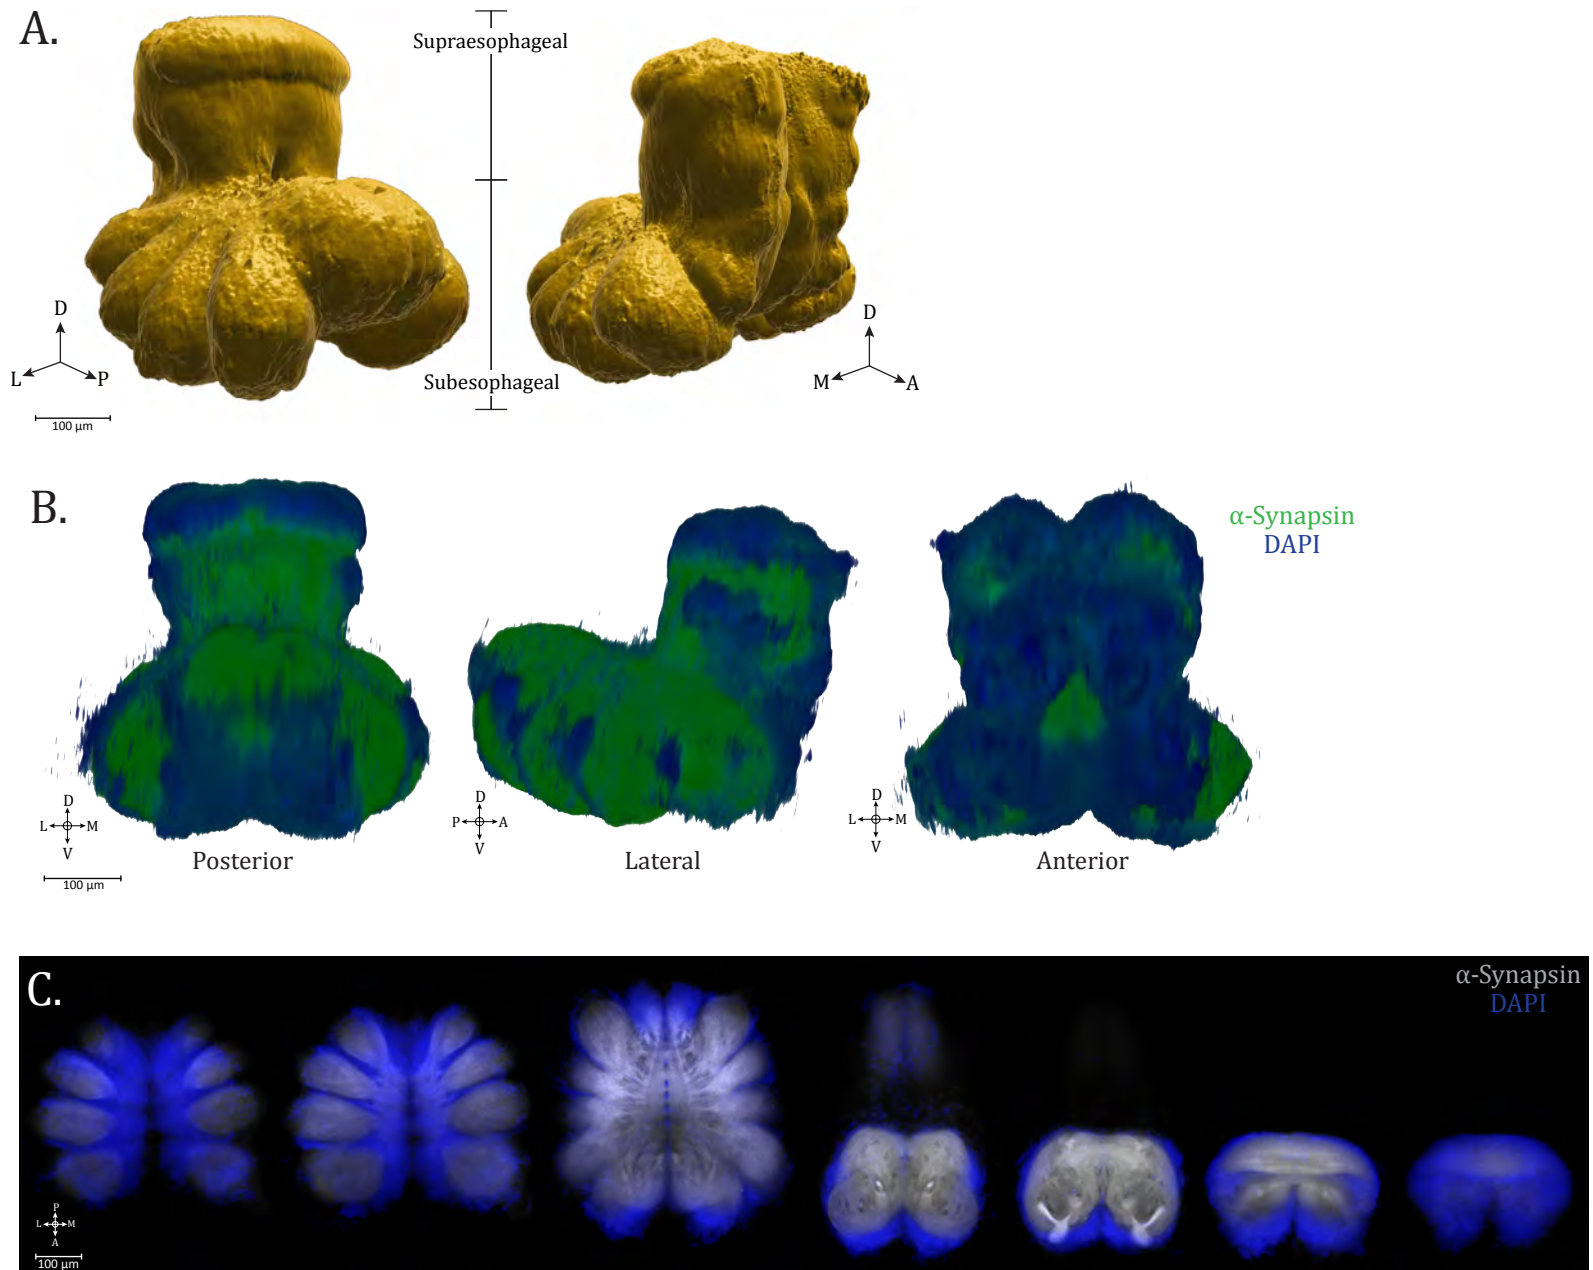 A.
Supraesophageal
Subesophageal
D
L
P
100 µm
D
M
A
B.
α-Synapsin
DAPI
D
L
M
V
100 µm
Posterior
D
P
A
V
Lateral
D
L
M
V
Anterior
C.
α-Synapsin
DAPI
P
L
M
A
100 µm